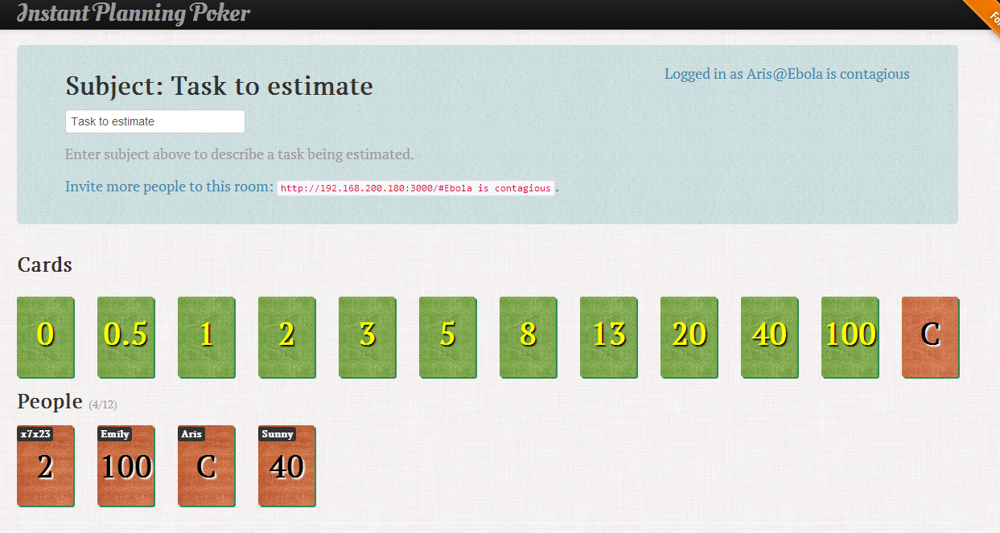 Instant Planning Poker
Fo
Logged in as Aris@Ebola is contagious
Subject: Task to estimate
Task to estimate
Enter subject above to describe a task being estimated.
Invite more people to this room: http://192.168.200.180:3000/#Ebola is contagious.
Cards
0 0.5 1 2 3 5 8 13 20 40 100 C
People (4/12)
x7x23 Emily Aris Sunny
2 100 C 40